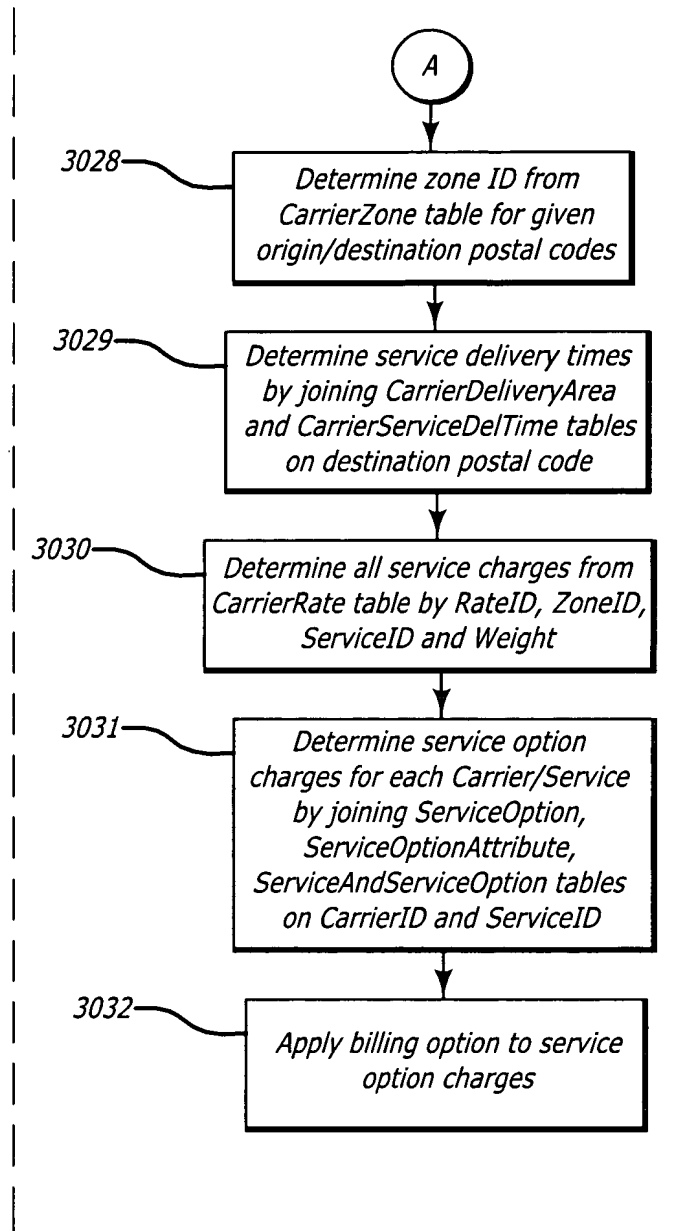 A
3028
Determine zone ID from
CarrierZone table for given
origin/destination postal codes
3029
Determine service delivery times
by joining CarrierDeliveryArea
and CarrierServiceDelTime tables
on destination postal code
3030
Determine all service charges from
CarrierRate table by RateID, ZoneID,
ServiceID and Weight
3031
Determine service option
charges for each Carrier/Service
by joining ServiceOption,
ServiceOptionAttribute,
ServiceAndServiceOption tables
on CarrierID and ServiceID
3032
Apply billing option to service
option charges